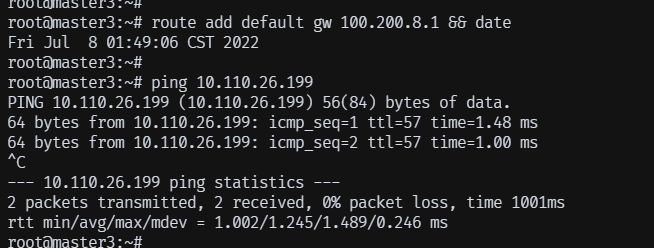 root@master3:~#
root@master3:~# route add default gw 100.200.8.1 && date
Fri Jul  8 01:49:06 CST 2022
root@master3:~#
root@master3:~# ping 10.110.26.199
PING 10.110.26.199 (10.110.26.199) 56(84) bytes of data.
64 bytes from 10.110.26.199: icmp_seq=1 ttl=57 time=1.48 ms
64 bytes from 10.110.26.199: icmp_seq=2 ttl=57 time=1.00 ms
^C
--- 10.110.26.199 ping statistics ---
2 packets transmitted, 2 received, 0% packet loss, time 1001ms
rtt min/avg/max/mdev = 1.002/1.245/1.489/0.246 ms
root@master3:~#